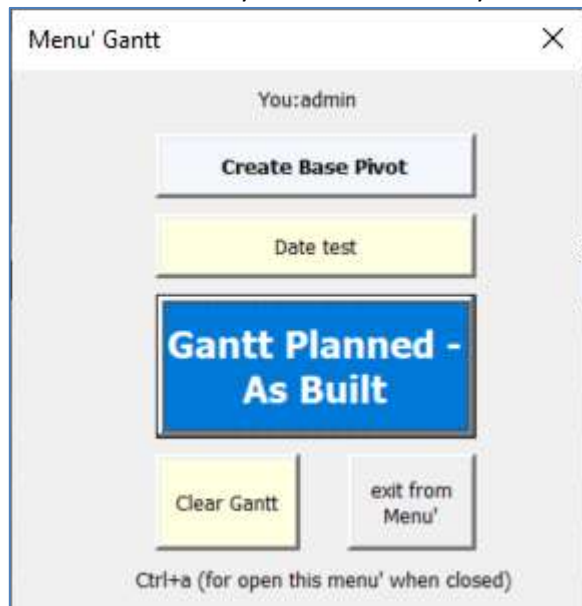 Menu' Gantt
You:admin
Create Base Pivot
Date test
Gantt Planned -
As Built
Clear Gantt
exit from
Menu'
Ctrl+a (for open this menu' when closed)